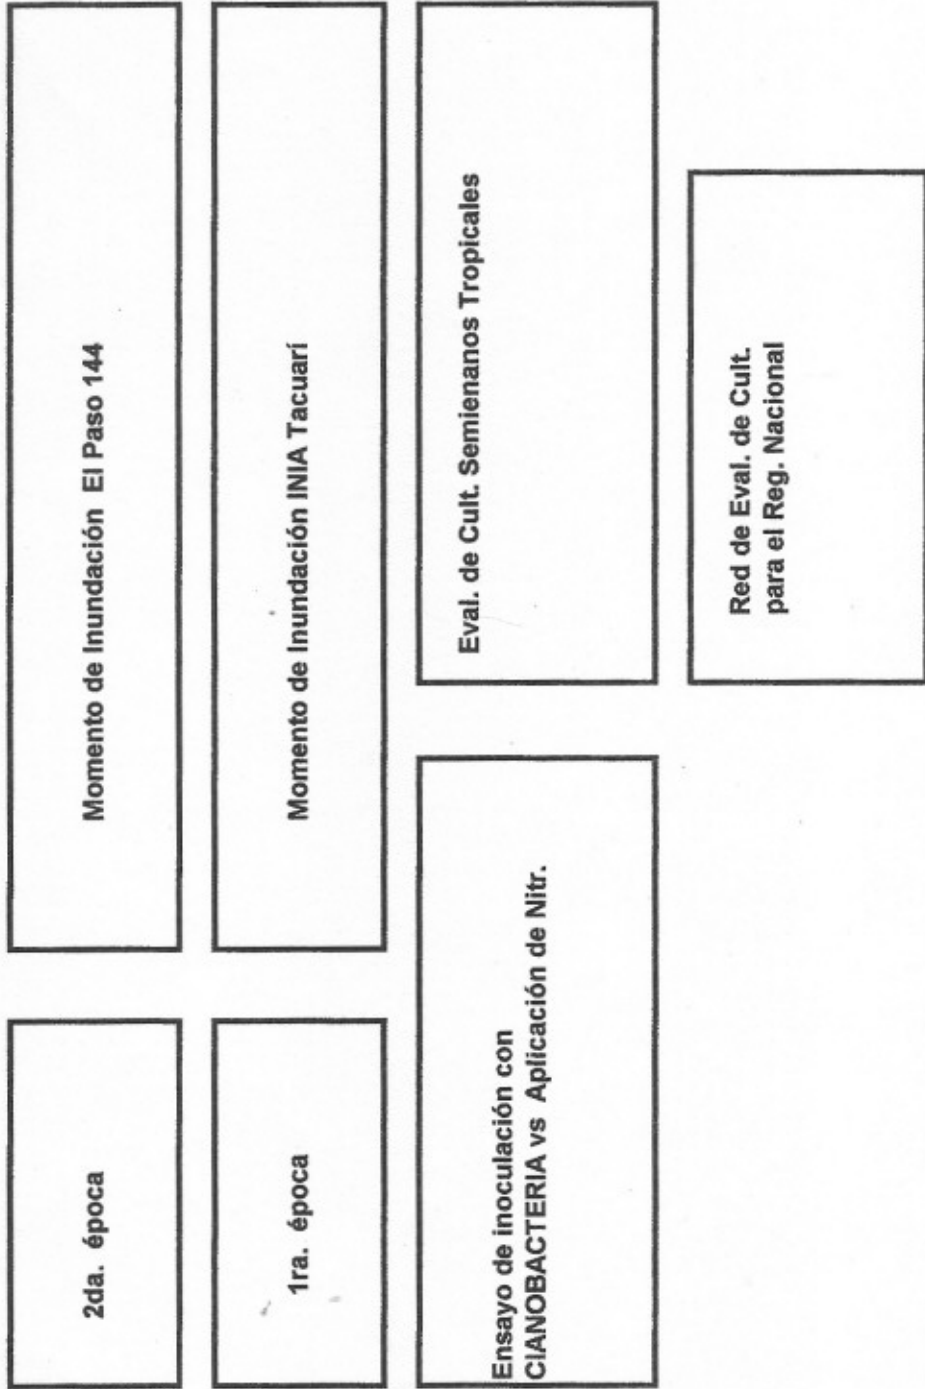 2da. época
Momento de Inundación El Paso 144
1ra. época
Momento de Inundación INIA Tacuarí
Ensayo de inoculación con
CIANOBACTERIA vs Aplicación de Nitr.
Eval. de Cult. Semienanos Tropicales
Red de Eval. de Cult.
para el Reg. Nacional